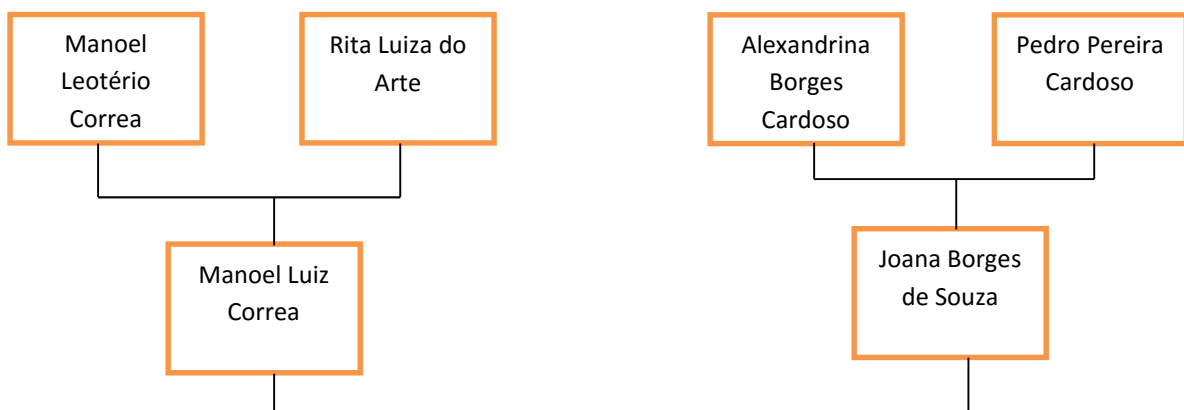 Manoel
Leotério
Correa
Rita Luiza do
Arte
Alexandrina
Borges
Cardoso
Pedro Pereira
Cardoso
Manoel Luiz
Correa
Joana Borges
de Souza